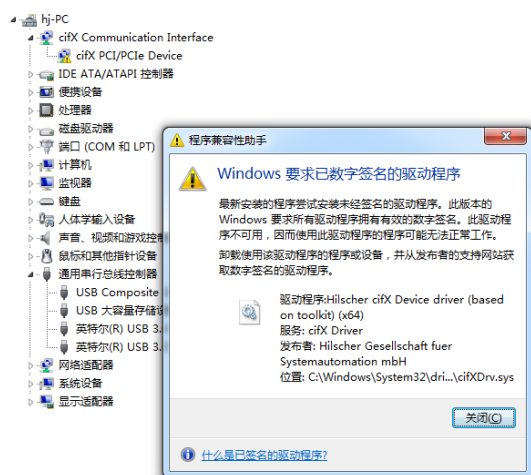 hj-PC
cifX Communication Interface
cifX PCI/PCIe Device
IDE ATA/ATAPI 控制器
便携设备
处理器
磁盘驱动器
端口 (COM 和 LPT)
计算机
监视器
键盘
人体学输入设备
声音、视频和游戏控制
鼠标和其他指针设备
通用串行总线控制器
USB Composite
USB 大容量存储设
英特尔(R) USB 3.
英特尔(R) USB 3.
网络适配器
系统设备
显示适配器
程序兼容性助手
Windows 要求已数字签名的驱动程序
最新安装的程序尝试安装未经签名的驱动程序。此版本的
Windows 要求所有驱动程序拥有有效的数字签名。此驱动程
序不可用，因而使用此驱动程序的程序可能无法正常工作。
卸载使用该驱动程序的程序或设备，并从发布者的支持网站获
取数字签名的驱动程序。
驱动程序:Hilscher cifX Device driver (based
on toolkit) (x64)
服务: cifX Driver
发布者: Hilscher Gesellschaft fuer
Systemautomation mbH
位置: C:\Windows\System32\dri...\cifXDrv.sys
关闭(C)
什么是已签名的驱动程序?